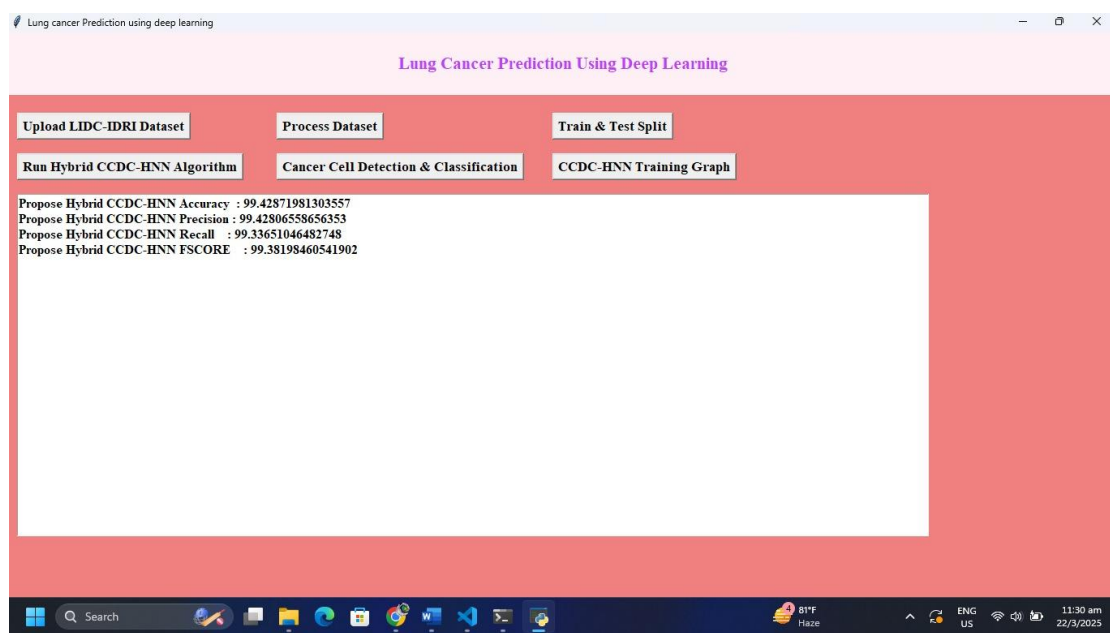 Lung cancer Prediction using deep learning
Lung Cancer Prediction Using Deep Learning
Upload LIDC-IDRI Dataset Process Dataset Train & Test Split
Run Hybrid CCDC-HNN Algorithm Cancer Cell Detection & Classification CCDC-HNN Training Graph
Propose Hybrid CCDC-HNN Accuracy : 99.42871981303557
Propose Hybrid CCDC-HNN Precision : 99.42806558656353
Propose Hybrid CCDC-HNN Recall : 99.33651046482748
Propose Hybrid CCDC-HNN FSCORE : 99.38198460541902
Search 4 81°F ENG 11:30 am
Haze US 22/3/2025